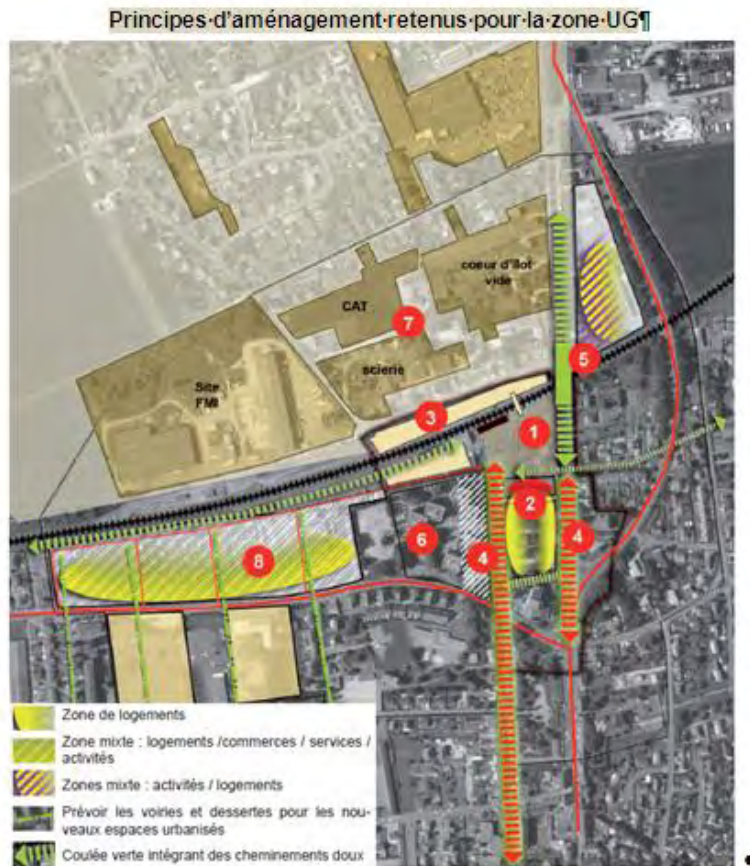 Principes·d’aménagement·retenus·pour·la·zone·UG¶
coeur d'îlot
vide
CAT
7
scierie
Site
FMI
5
3
1
2
4
4
6
8
Zone de logements
Zone mixte : logements /commerces / services /
activités
Zones mixte : activités / logements
Prévoir les voiries et dessertes pour les nou-
veaux espaces urbanisés
Coulée verte intégrant des cheminements doux